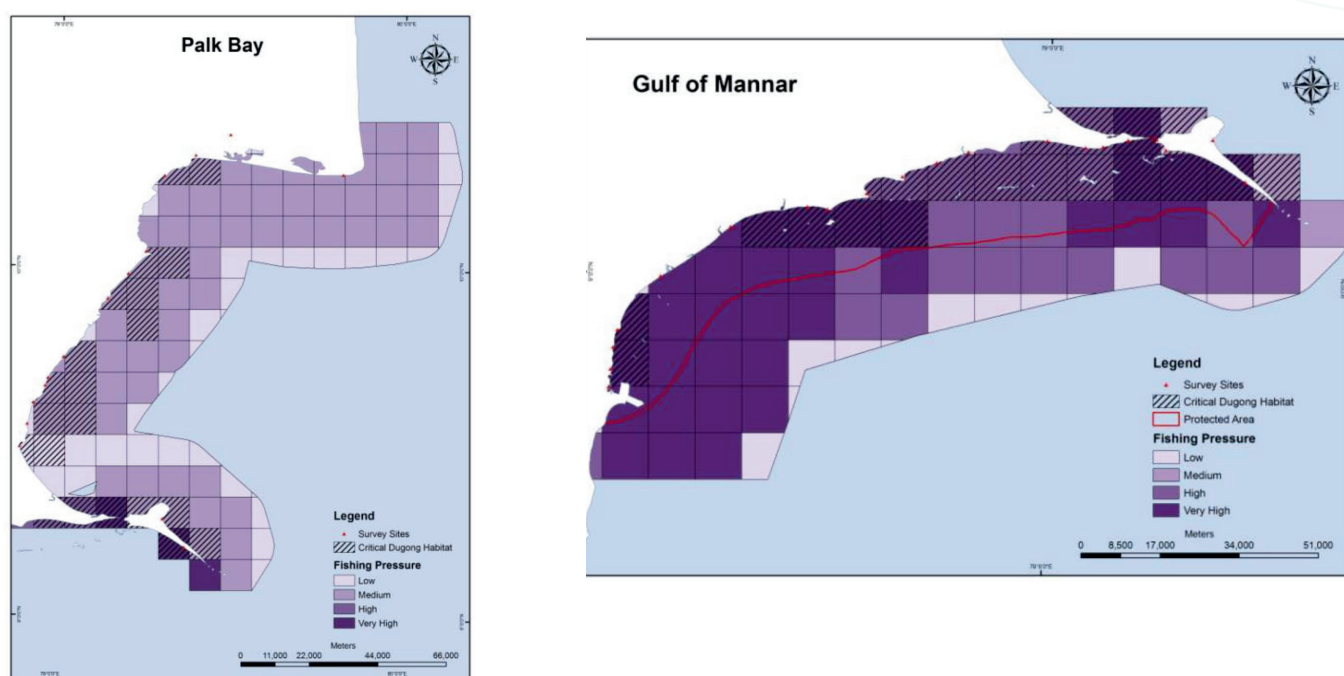 Palk Bay
N
W E
S
Legend
Survey Sites
Critical Dugong Habitat
Fishing Pressure
Low
Medium
High
Very High
Meters
0 11,000 22,000 44,000 66,000
Gulf of Mannar
N
W E
S
Legend
Survey Sites
Critical Dugong Habitat
Protected Area
Fishing Pressure
Low
Medium
High
Very High
Meters
0 8,500 17,000 34,000 51,000